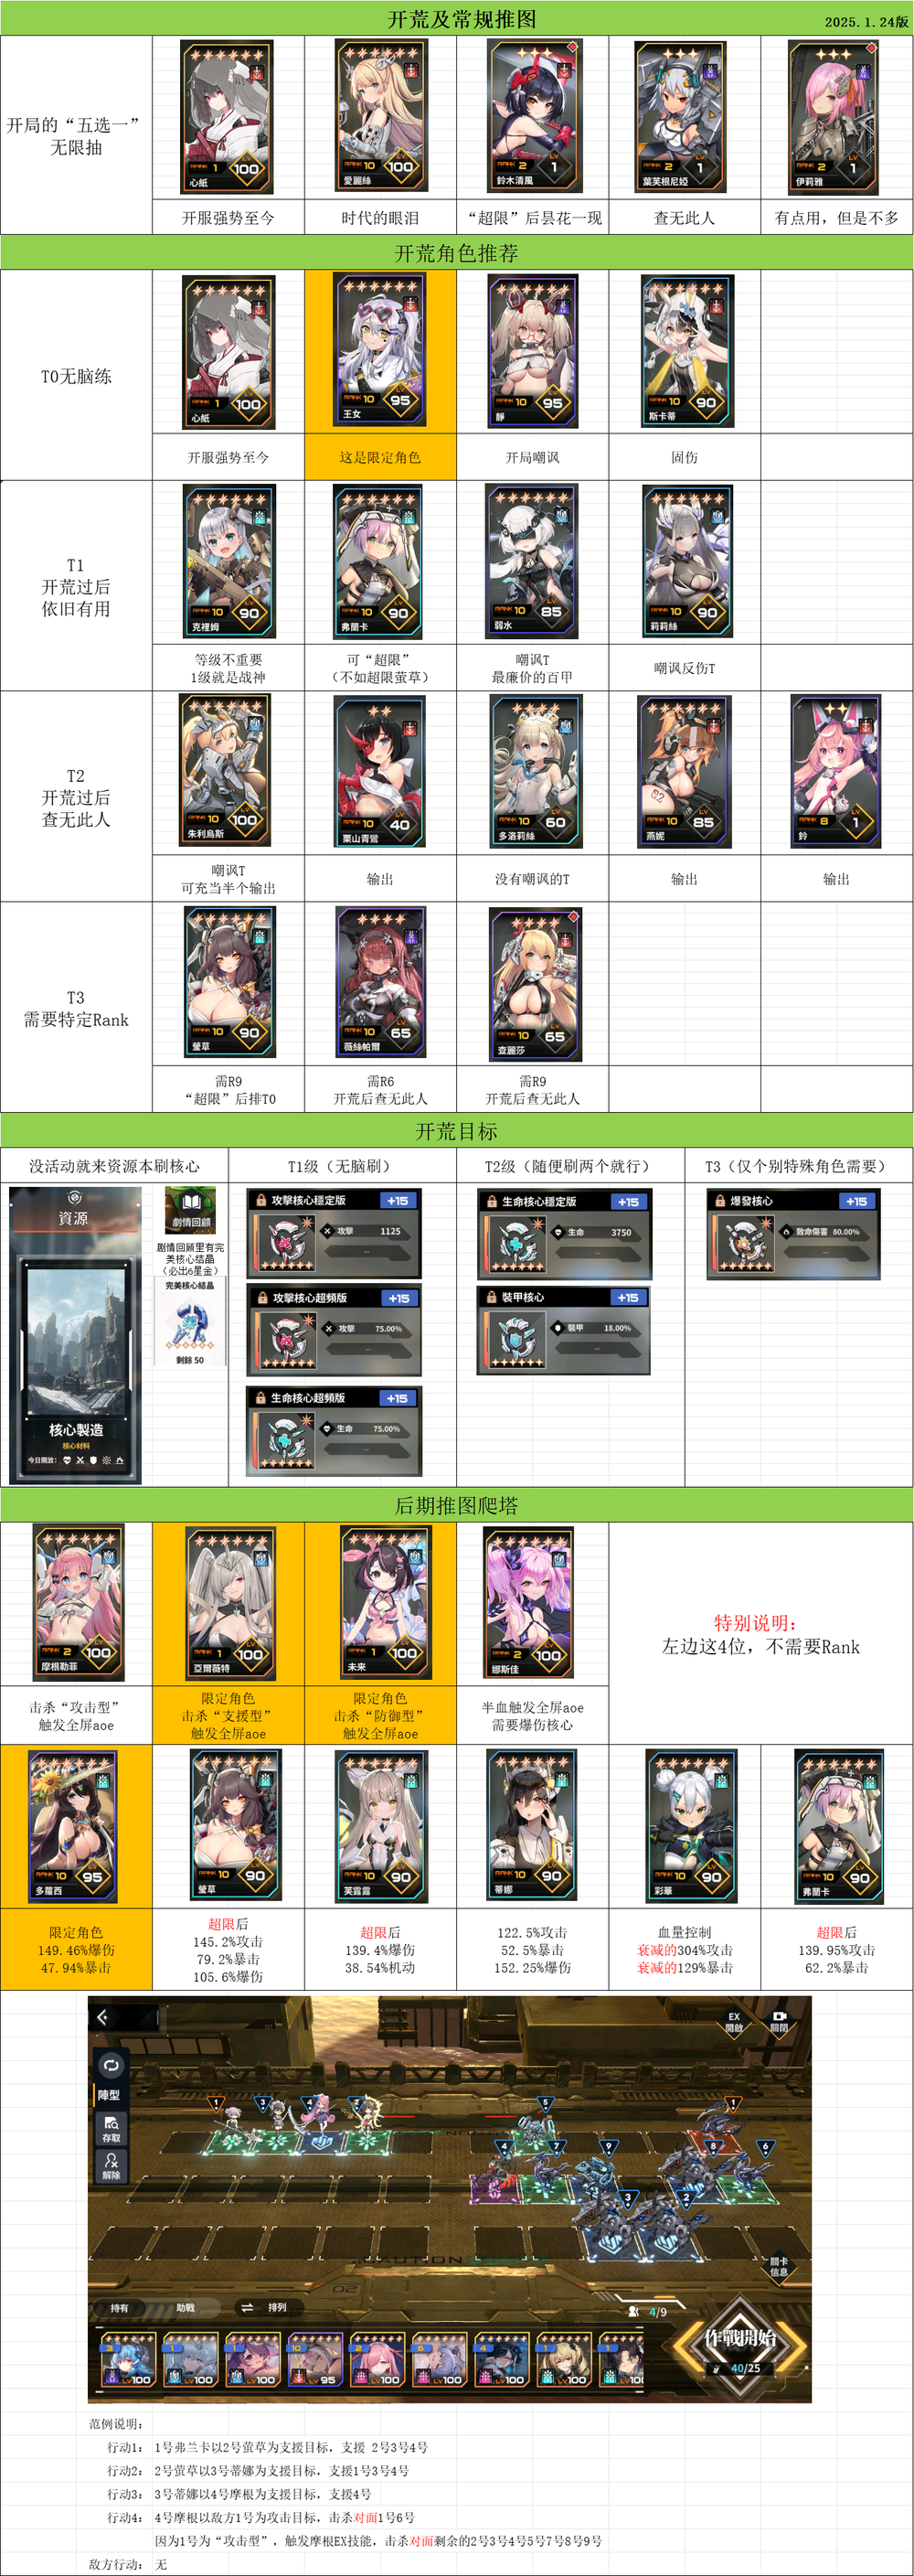 开荒及常规推图
2025.1.24版
开局的“五选一”
无限抽
RANK 1 LV 100
心紙
RANK 10 LV 100
愛麗絲
RANK 2 LV 1
鈴木清風
RANK 2 LV 1
葉芙根尼婭
RANK 2 LV 1
伊莉雅
开服强势至今
时代的眼泪
“超限”后昙花一现
查无此人
有点用，但是不多
开荒角色推荐
T0无脑练
RANK 1 LV 100
心紙
RANK 10 LV 95
王女
RANK 10 LV 95
靜
RANK 10 LV 90
斯卡蒂
开服强势至今
这是限定角色
开局嘲讽
固伤
T1
开荒过后
依旧有用
RANK 10 LV 90
克裡姆
RANK 10 LV 90
弗蘭卡
RANK 10 LV 85
弱水
RANK 10 LV 90
莉莉絲
等级不重要
1级就是战神
可“超限”
（不如超限萤草）
嘲讽T
最廉价的百甲
嘲讽反伤T
T2
开荒过后
查无此人
RANK 10 LV 100
朱利烏斯
RANK 10 LV 40
栗山青鸞
RANK 10 LV 60
多洛莉絲
RANK 10 LV 85
燕妮
RANK 8 LV 1
鈴
嘲讽T
可充当半个输出
输出
没有嘲讽的T
输出
输出
T3
需要特定Rank
RANK 10 LV 90
螢草
RANK 10 LV 65
薇絲帕爾
RANK 10 LV 65
查麗莎
需R9
“超限”后排T0
需R6
开荒后查无此人
需R9
开荒后查无此人
开荒目标
没活动就来资源本刷核心
T1级（无脑刷）
T2级（随便刷两个就行）
T3（仅个别特殊角色需要）
資源
核心製造
核心材料
今日開放：
劇情回顧
剧情回顾里有完
美核心结晶
（必出6星金）
完美核心結晶
剩餘 50
攻擊核心穩定版 +15
攻擊 1125
攻擊核心超頻版 +15
攻擊 75.00%
生命核心超頻版 +15
生命 75.00%
生命核心穩定版 +15
生命 3750
裝甲核心 +15
裝甲 18.00%
爆發核心 +15
致命傷害 80.00%
后期推图爬塔
RANK 2 LV 100
摩根勒菲
RANK 1 LV 100
亞爾薇特
RANK 1 LV 100
未來
RANK 2 LV 100
娜斯佳
特别说明：
左边这4位，不需要Rank
击杀“攻击型”
触发全屏aoe
限定角色
击杀“支援型”
触发全屏aoe
限定角色
击杀“防御型”
触发全屏aoe
半血触发全屏aoe
需要爆伤核心
RANK 10 LV 95
多蘿西
RANK 10 LV 90
螢草
RANK 10 LV 90
芙露露
RANK 10 LV 90
蒂娜
RANK 10 LV 90
彩華
RANK 10 LV 90
弗蘭卡
限定角色
149.46%爆伤
47.94%暴击
超限后
145.2%攻击
79.2%暴击
105.6%爆伤
超限后
139.4%爆伤
38.54%机动
122.5%攻击
52.5%暴击
152.25%爆伤
血量控制
衰减的304%攻击
衰减的129%暴击
超限后
139.95%攻击
62.2%暴击
EX
開啟
關閉
陣型
存取
解除
關卡
信息
持有
助戰
排列
4/9
作戰開始
40/25
范例说明：
行动1： 1号弗兰卡以2号萤草为支援目标，支援 2号3号4号
行动2： 2号萤草以3号蒂娜为支援目标，支援1号3号4号
行动3： 3号蒂娜以4号摩根为支援目标，支援4号
行动4： 4号摩根以敌方1号为攻击目标，击杀对面1号6号
因为1号为“攻击型”，触发摩根EX技能，击杀对面剩余的2号3号4号5号7号8号9号
敌方行动： 无